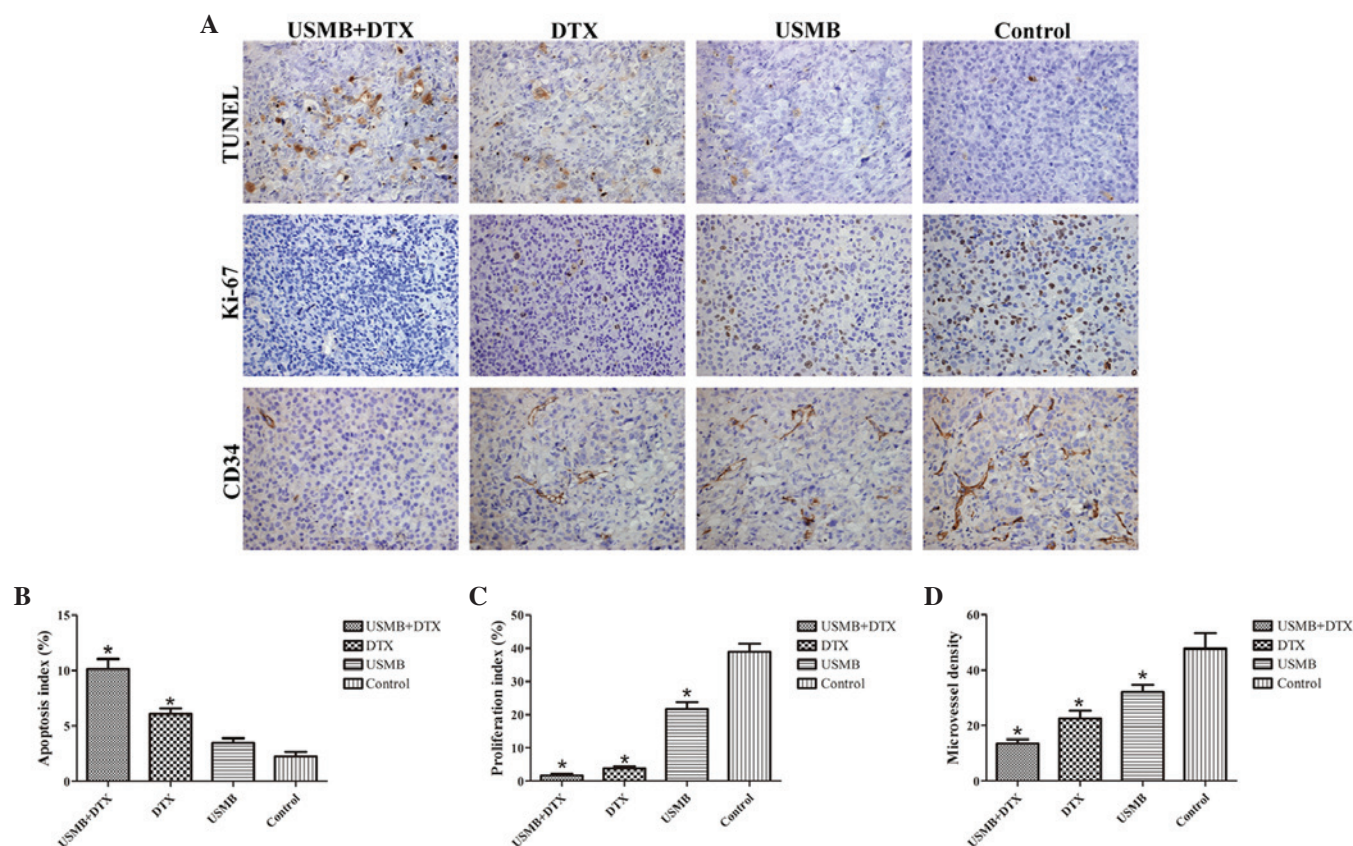 A
USMB+DTX DTX USMB Control
TUNEL
Ki-67
CD34
B
Apoptosis index (%)
15
10
5
0
*
*
USMB+DTX
DTX
USMB
Control
USMB+DTX
DTX
USMB
Control
C
Proliferation index (%)
50
40
30
20
10
0
*
*
*
USMB+DTX
DTX
USMB
Control
USMB+DTX
DTX
USMB
Control
D
Microvessel density
60
40
20
0
*
*
*
USMB+DTX
DTX
USMB
Control
USMB+DTX
DTX
USMB
Control